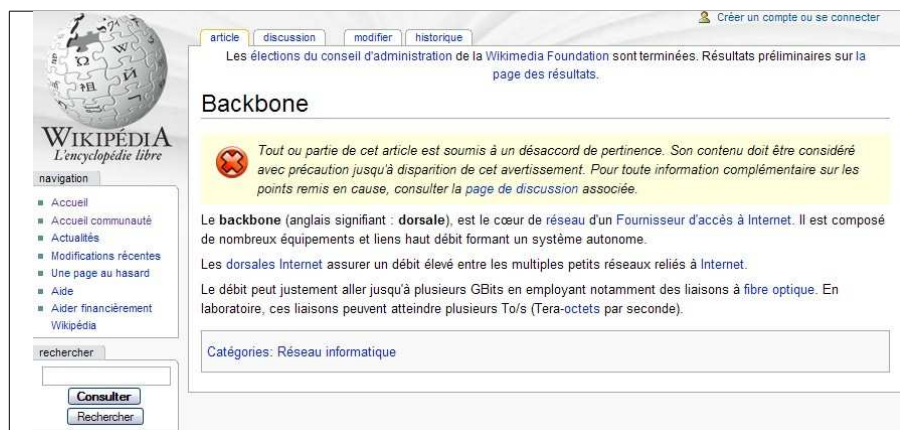 Créer un compte ou se connecter
article discussion modifier historique
Les élections du conseil d'administration de la Wikimedia Foundation sont terminées. Résultats préliminaires sur la
page des résultats.
Backbone
Tout ou partie de cet article est soumis à un désaccord de pertinence. Son contenu doit être considéré
avec précaution jusqu'à disparition de cet avertissement. Pour toute information complémentaire sur les
points remis en cause, consulter la page de discussion associée.
Le backbone (anglais signifiant : dorsale), est le cœur de réseau d'un Fournisseur d'accès à Internet. Il est composé
de nombreux équipements et liens haut débit formant un système autonome.
Les dorsales Internet assurer un débit élevé entre les multiples petits réseaux reliés à Internet.
Le débit peut justement aller jusqu'à plusieurs GBits en employant notamment des liaisons à fibre optique. En
laboratoire, ces liaisons peuvent atteindre plusieurs To/s (Tera-octets par seconde).
Catégories: Réseau informatique
WIKIPÉDIA
L'encyclopédie libre
navigation
Accueil
Accueil communauté
Actualités
Modifications récentes
Une page au hasard
Aide
Aider financièrement
Wikipédia
rechercher
Consulter
Rechercher